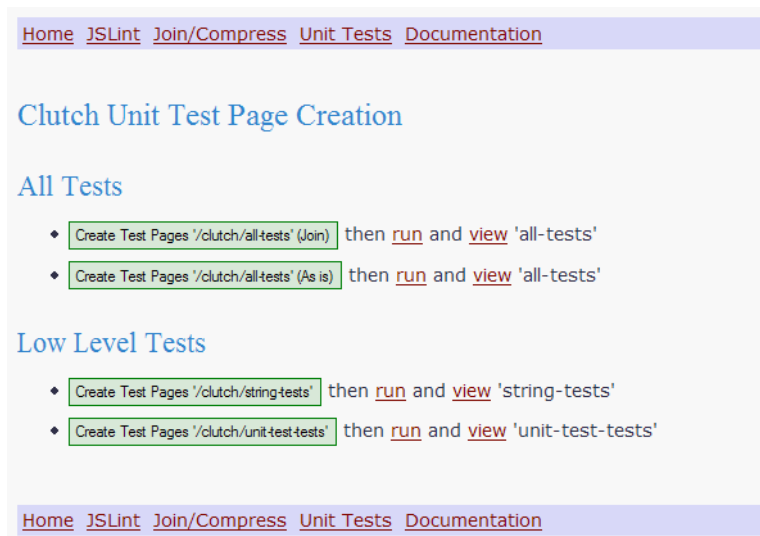 Home JSLint Join/Compress Unit Tests Documentation
Clutch Unit Test Page Creation
All Tests
Create Test Pages '/clutch/all-tests' (Join) then run and view 'all-tests'
Create Test Pages '/clutch/all-tests' (As is) then run and view 'all-tests'
Low Level Tests
Create Test Pages '/clutch/string-tests' then run and view 'string-tests'
Create Test Pages '/clutch/unit-test-tests' then run and view 'unit-test-tests'
Home JSLint Join/Compress Unit Tests Documentation